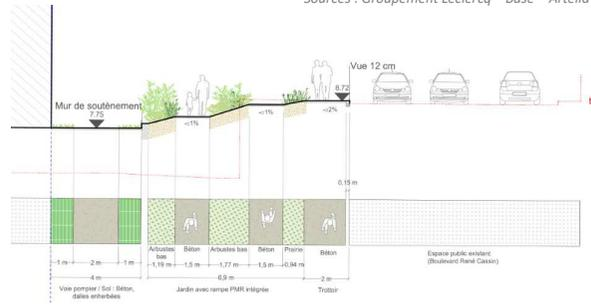 Sources : Groupement Leclercq – Base – Artelia
Vue 12 cm
8.72
Mur de soutènement
7.75
<1%
<1%
<2%
0,15 m
Arbustes bas
Béton
Arbustes bas
Béton
Prairie
Béton
1 m
2 m
1 m
1,19 m
1,5 m
1,77 m
1,5 m
0,94 m
4 m
6,9 m
2 m
Voie pompier / Sol : Béton,
dalles enherbées
Jardin avec rampe PMR intégrée
Trottoir
Espace public existant
(Boulevard René Cassin)